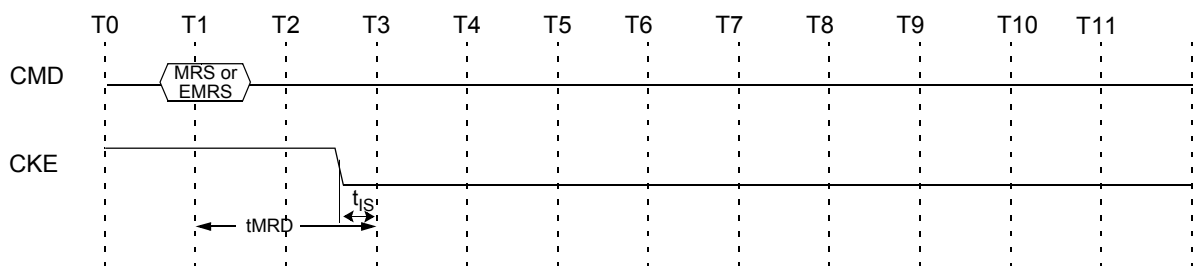 T0 T1 T2 T3 T4 T5 T6 T7 T8 T9 T10 T11
CMD
MRS or
EMRS
CKE
tIS
tMRD